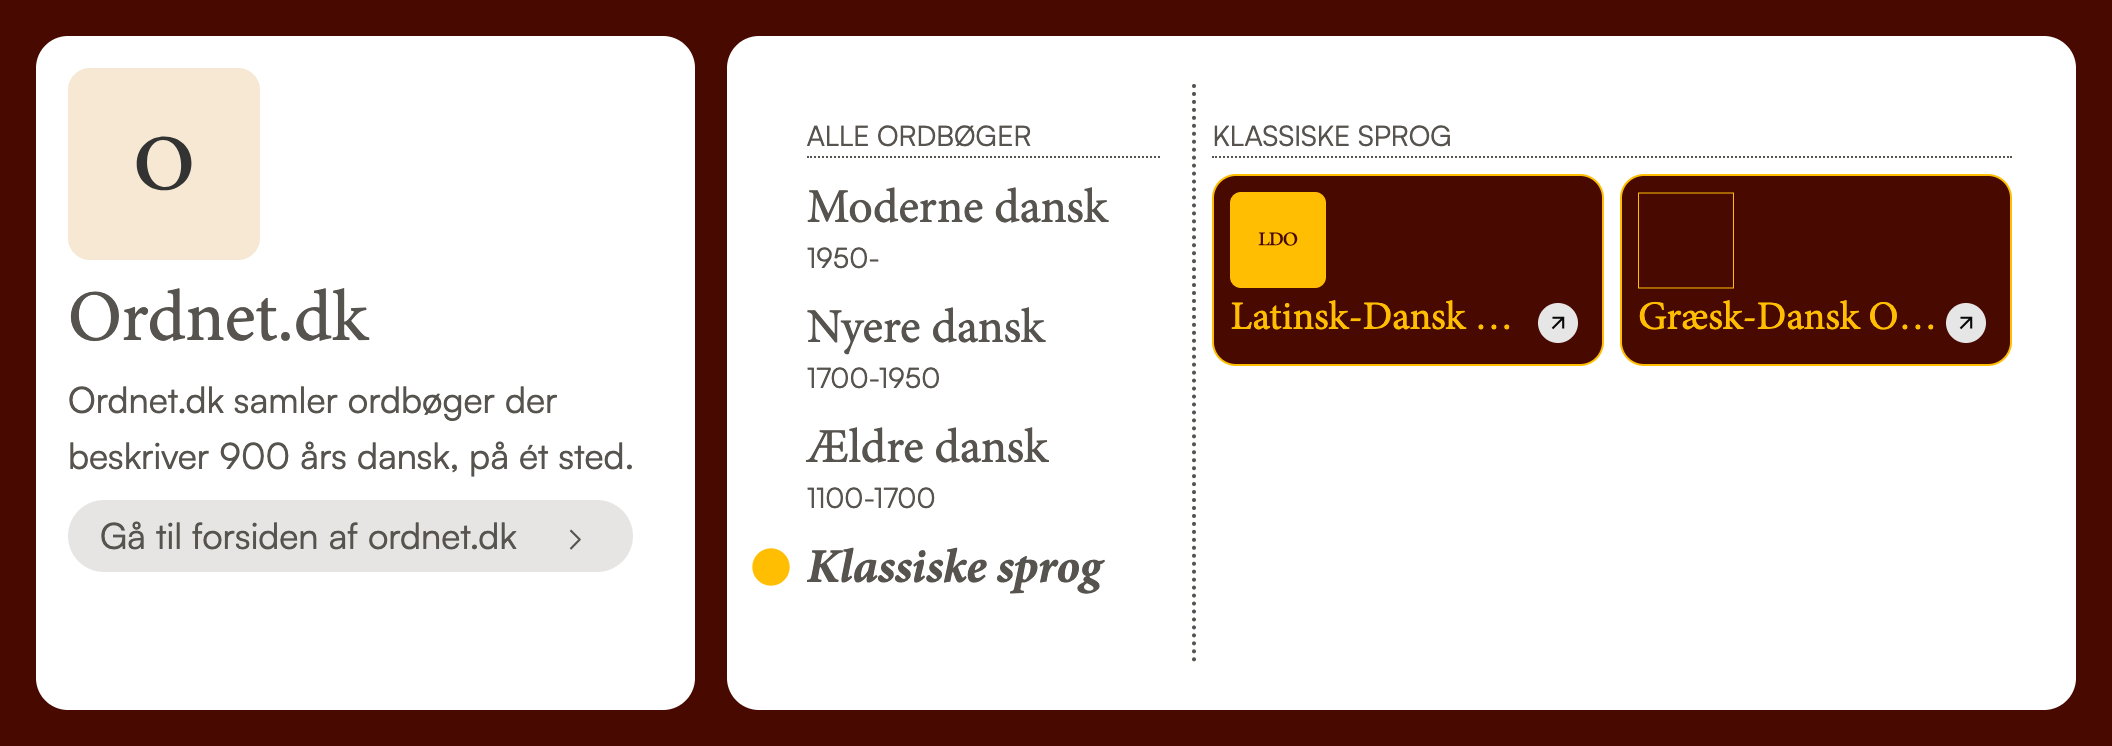 O
Ordnet.dk
Ordnet.dk samler ordbøger der
beskriver 900 års dansk, på ét sted.
Gå til forsiden af ordnet.dk
ALLE ORDBØGER
Moderne dansk
1950-
Nyere dansk
1700-1950
Ældre dansk
1100-1700
Klassiske sprog
KLASSISKE SPROG
LDO
Latinsk-Dansk ...
Græsk-Dansk O...